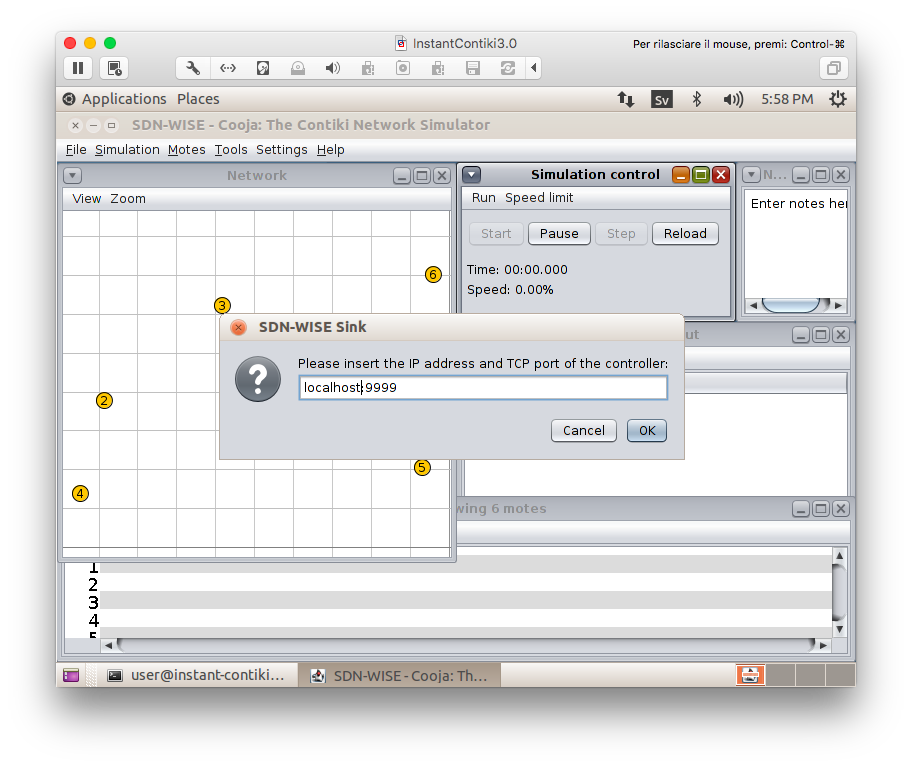 InstantContiki3.0
Per rilasciare il mouse, premi: Control-⌘
Applications Places
Sv
5:58 PM
SDN-WISE - Cooja: The Contiki Network Simulator
File Simulation Motes Tools Settings Help
Network
View Zoom
6
3
2
5
4
Simulation control
Run Speed limit
Start Pause Step Reload
Time: 00:00.000
Speed: 0.00%
N...
Enter notes her
SDN-WISE Sink
Please insert the IP address and TCP port of the controller:
localhost:9999
Cancel OK
ut
wing 6 motes
1
2
3
4
5
user@instant-contiki...
SDN-WISE - Cooja: Th...